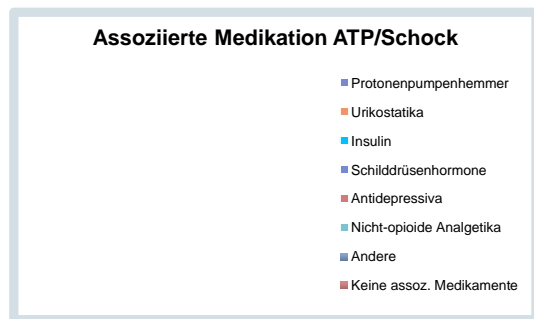 Assoziierte Medikation ATP/Schock
Protonenpumpenhemmer
Urikostatika
Insulin
Schilddrüsenhormone
Antidepressiva
Nicht-opioide Analgetika
Andere
Keine assoz. Medikamente